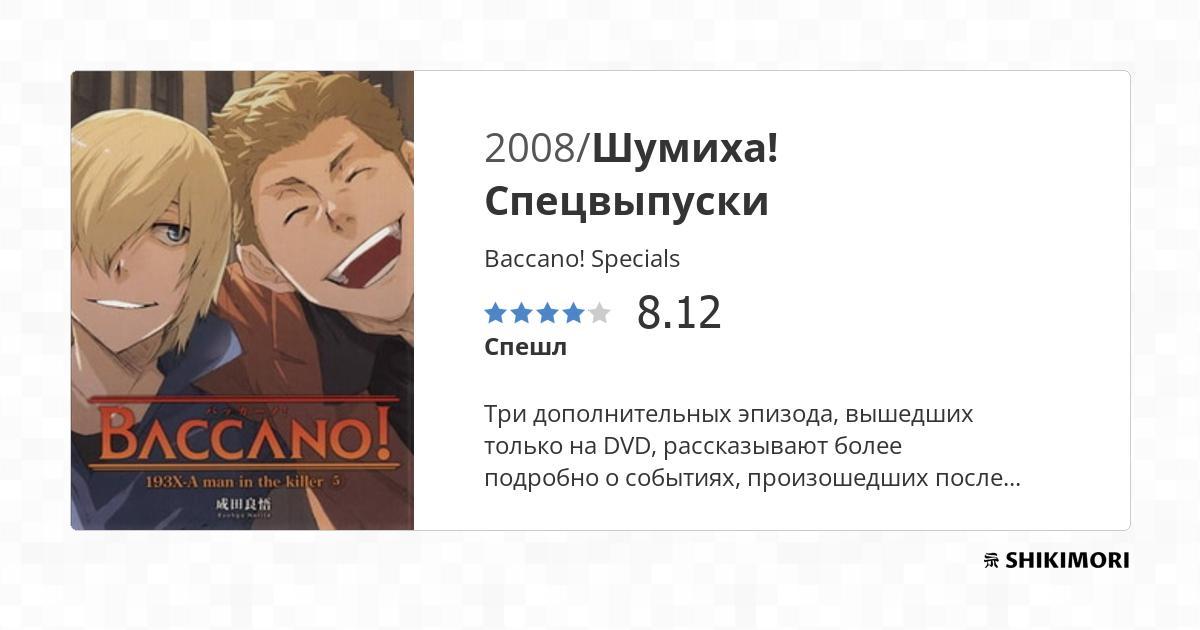 2008/Шумиха!
Спецвыпуски
Baccano! Specials
8.12
Спешл
Три дополнительных эпизода, вышедших
только на DVD, рассказывают более
подробно о событиях, произошедших после...
バッカーノ!
BACCANO!
193X-A man in the killer 5
成田良悟
Ryohgo Narita
SHIKIMORI